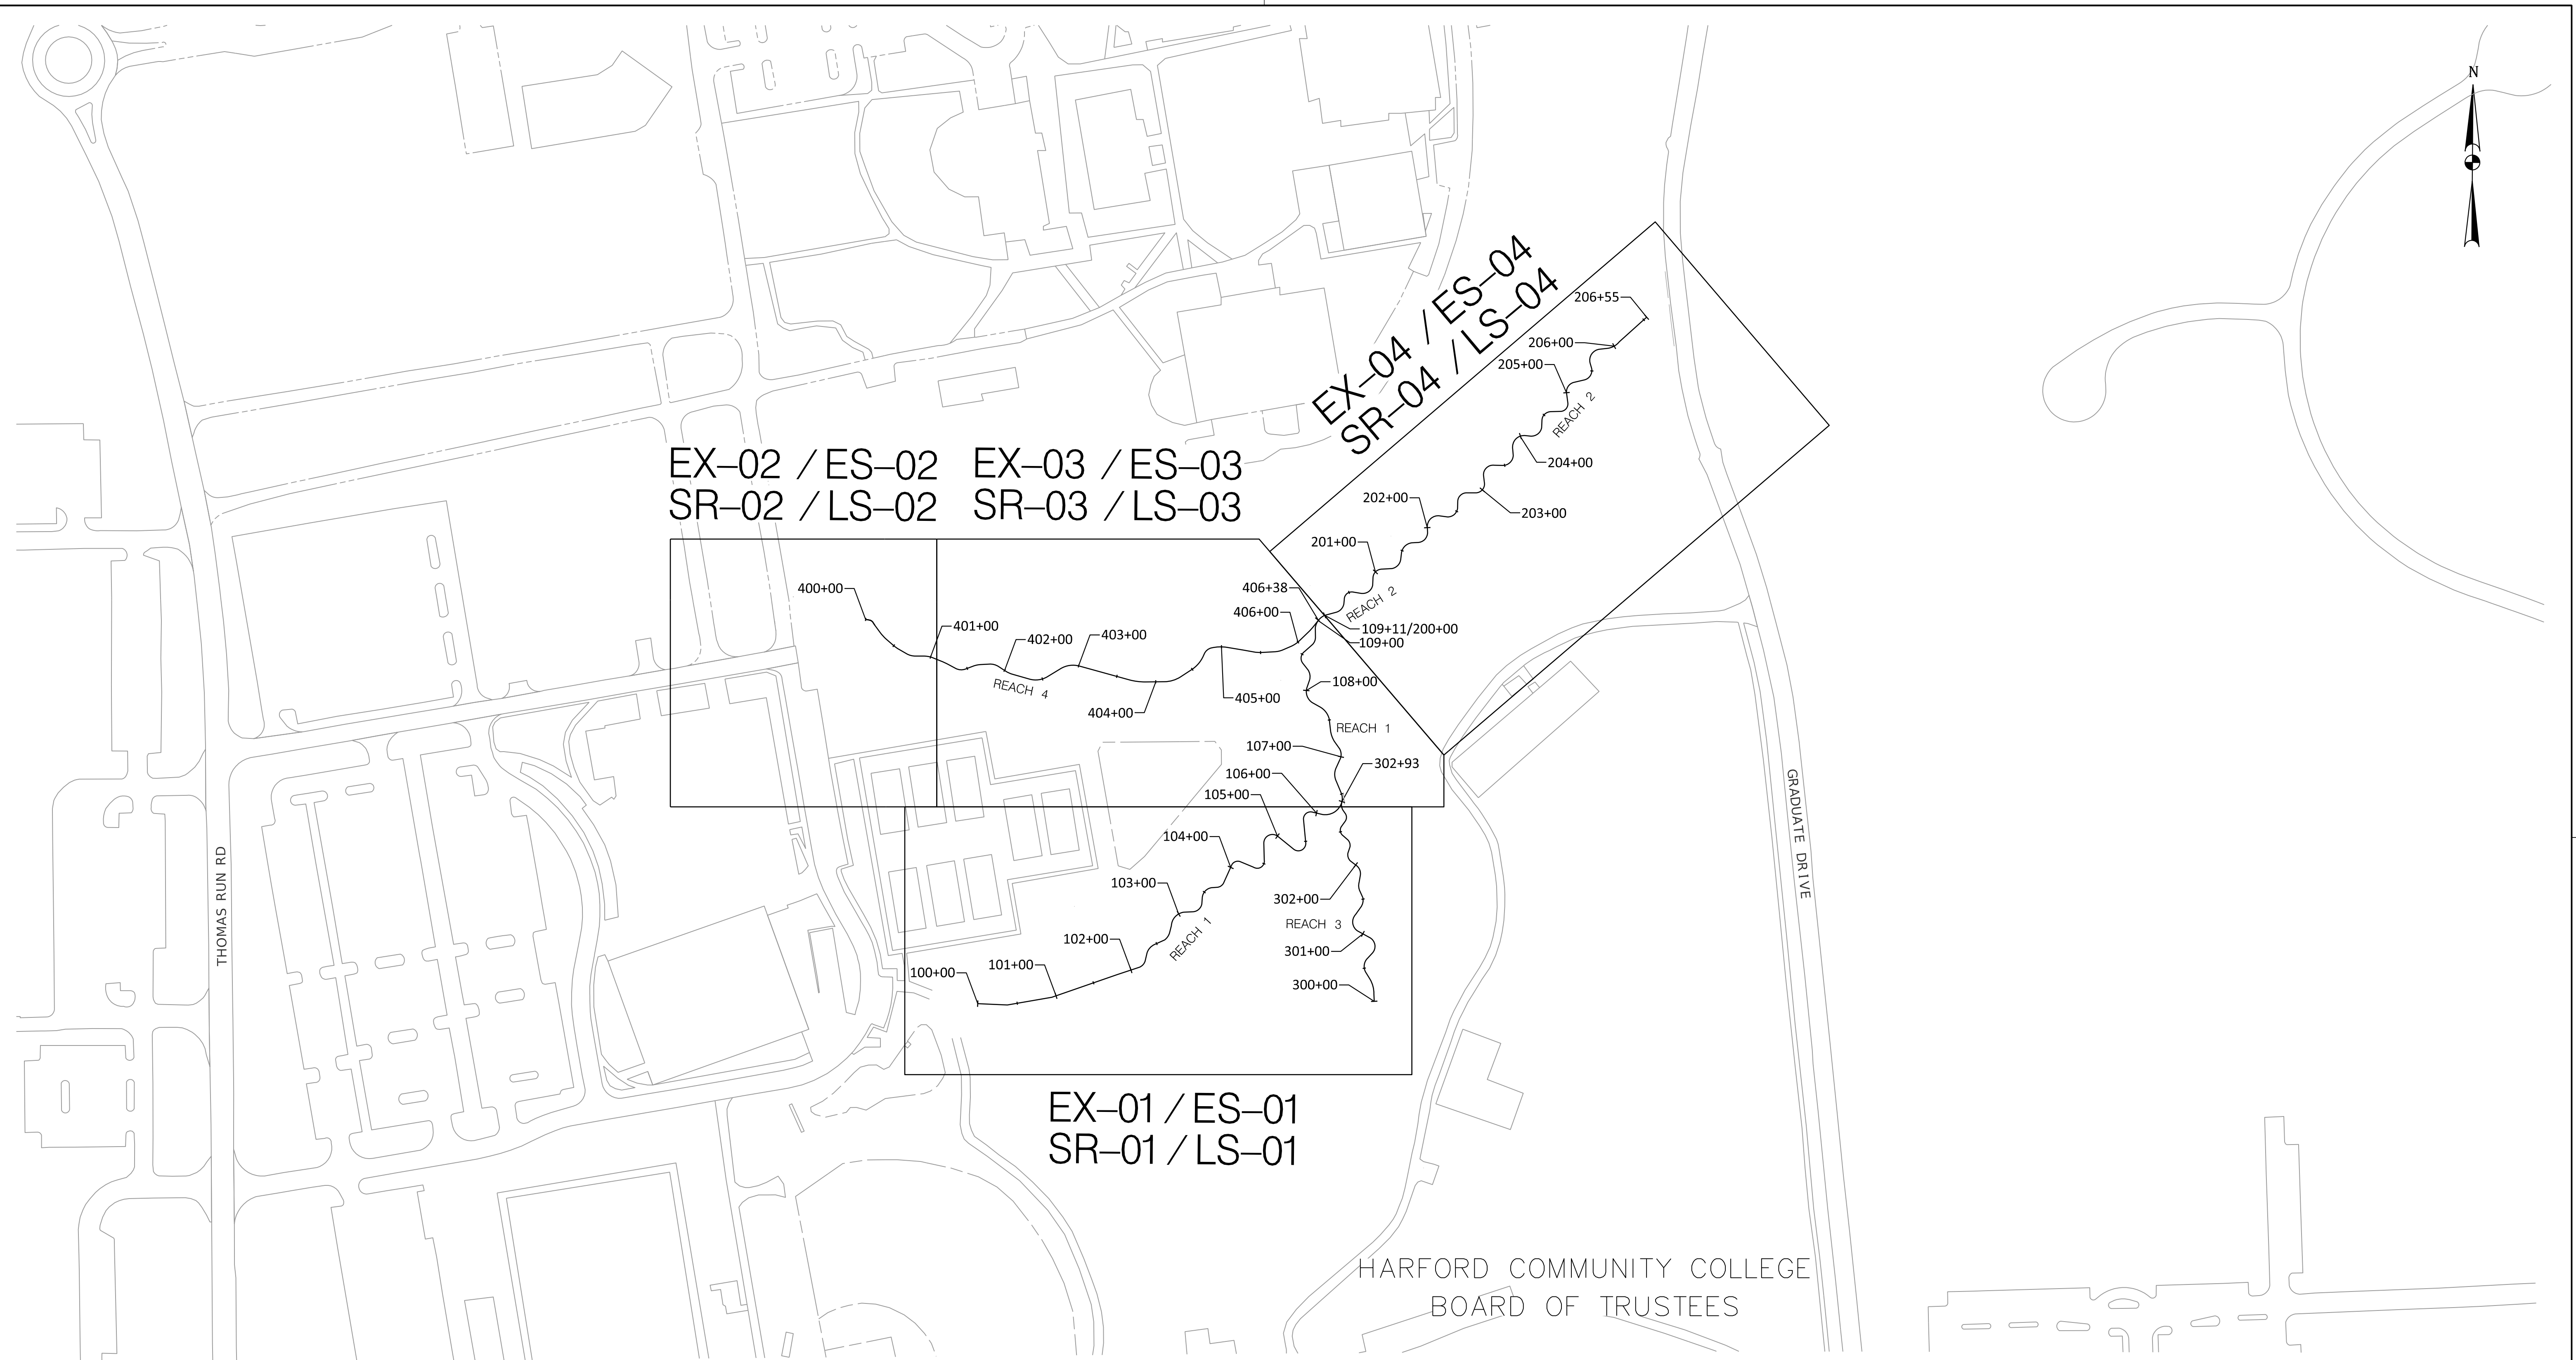 N
EX–04 / ES–04
SR–04 / LS–04
206+55
206+00
205+00
REACH 2
204+00
203+00
202+00
201+00
EX–02 / ES–02
SR–02 / LS–02
EX–03 / ES–03
SR–03 / LS–03
400+00
401+00
402+00
403+00
REACH 4
404+00
405+00
406+38
406+00
REACH 2
109+11/200+00
109+00
108+00
REACH 1
107+00
302+93
106+00
105+00
104+00
103+00
102+00
REACH 1
101+00
100+00
302+00
REACH 3
301+00
300+00
EX–01 / ES–01
SR–01 / LS–01
THOMAS RUN RD
GRADUATE DRIVE
HARFORD COMMUNITY COLLEGE
BOARD OF TRUSTEES